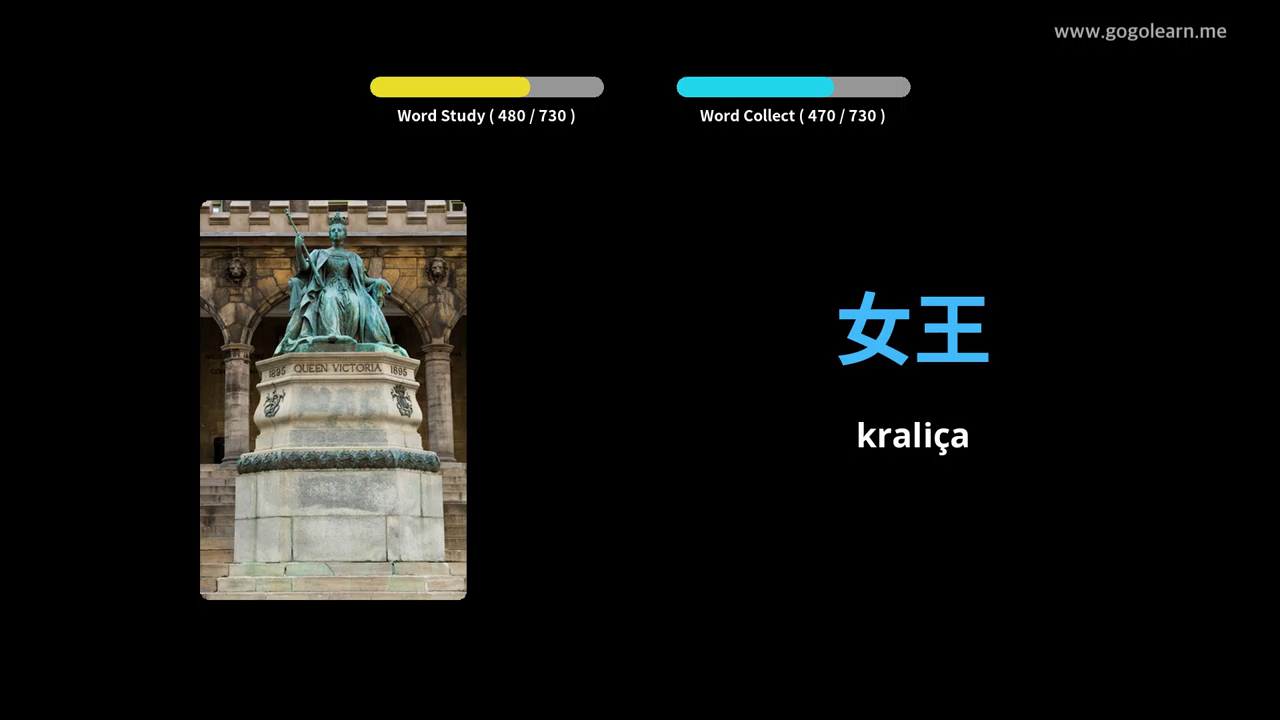 www.gogolearn.me
Word Study ( 480 / 730 )
Word Collect ( 470 / 730 )
1895 QUEEN VICTORIA 1895
女王
kraliça